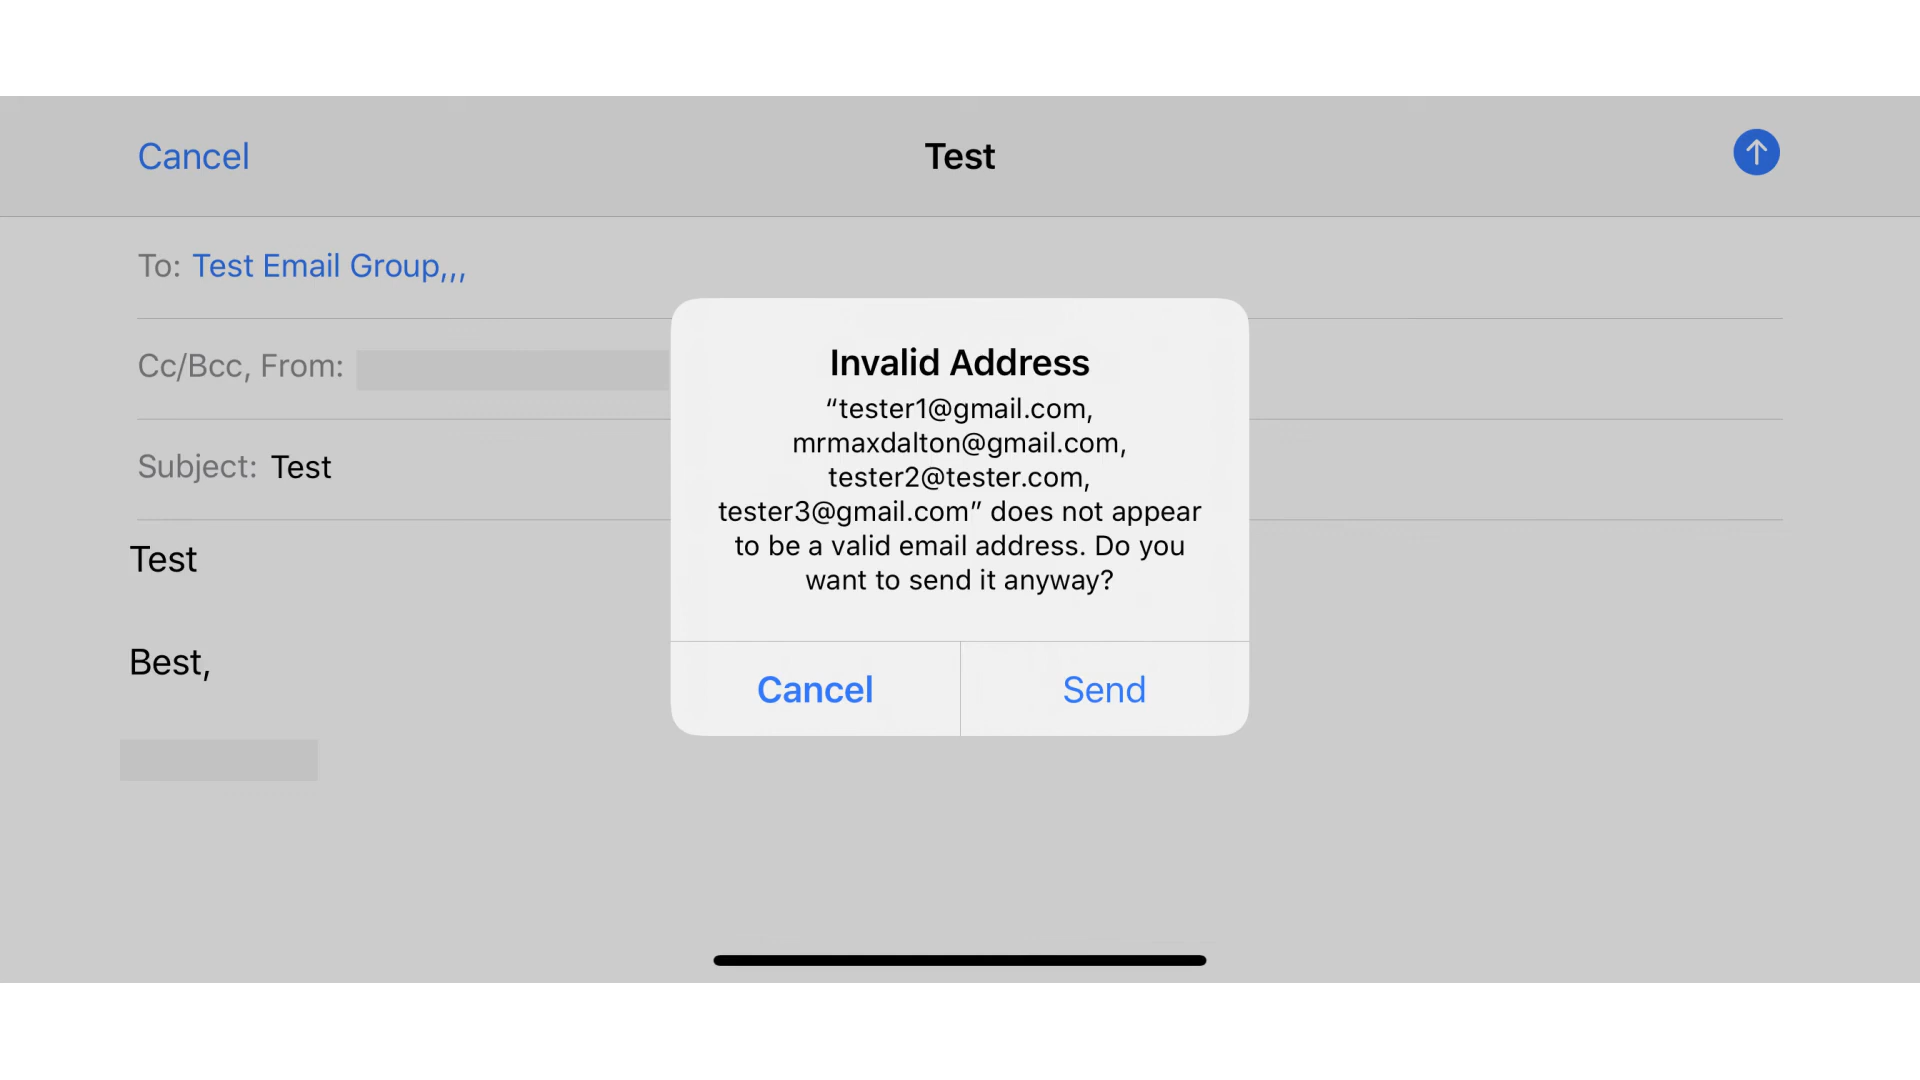 Cancel
Test
To: Test Email Group,,,
Cc/Bcc, From:
Subject: Test
Test
Best,
Invalid Address
“tester1@gmail.com,
mrmaxdalton@gmail.com,
tester2@tester.com,
tester3@gmail.com” does not appear
to be a valid email address. Do you
want to send it anyway?
Cancel
Send